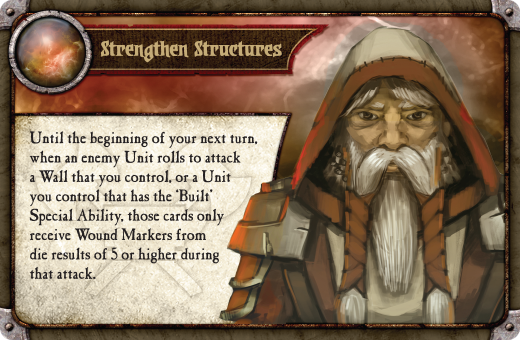 Strengthen Structures
Until the beginning of your next turn,
when an enemy Unit rolls to attack
a Wall that you control, or a Unit
you control that has the 'Built'
Special Ability, those cards only
receive Wound Markers from
die results of 5 or higher during
that attack.